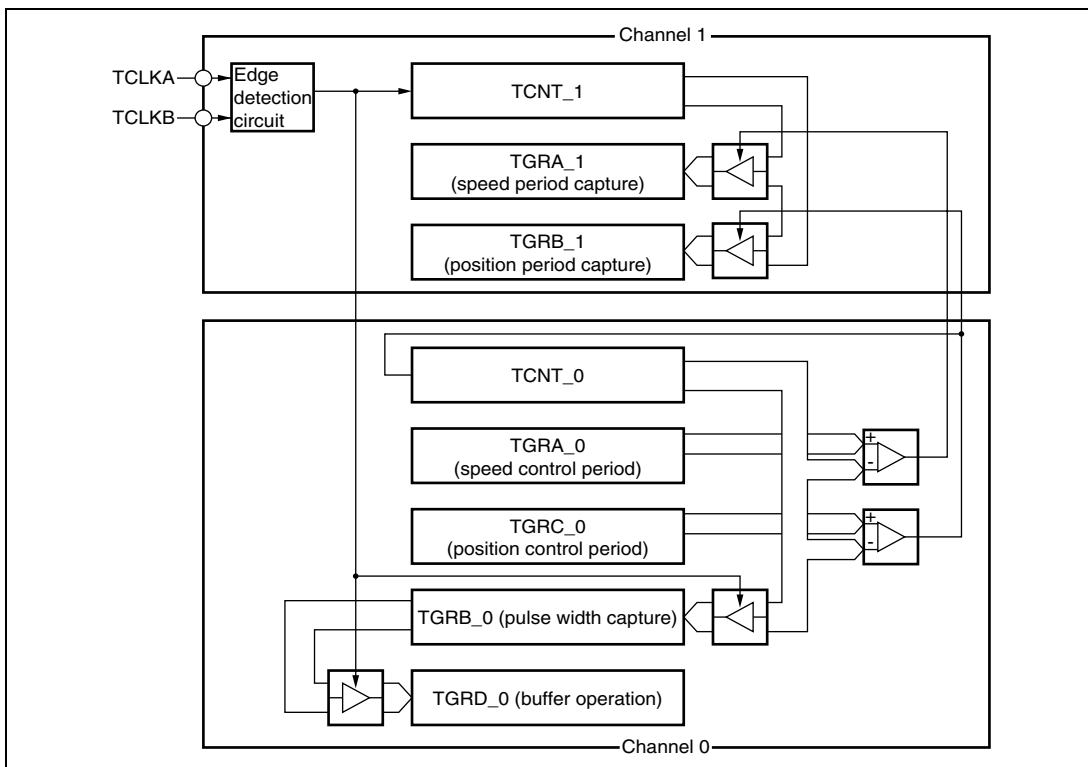 Channel 1
TCLKA
TCLKB
Edge
detection
circuit
TCNT_1
TGRA_1
(speed period capture)
TGRB_1
(position period capture)
TCNT_0
TGRA_0
(speed control period)
+
-
TGRC_0
(position control period)
+
-
TGRB_0 (pulse width capture)
TGRD_0 (buffer operation)
Channel 0